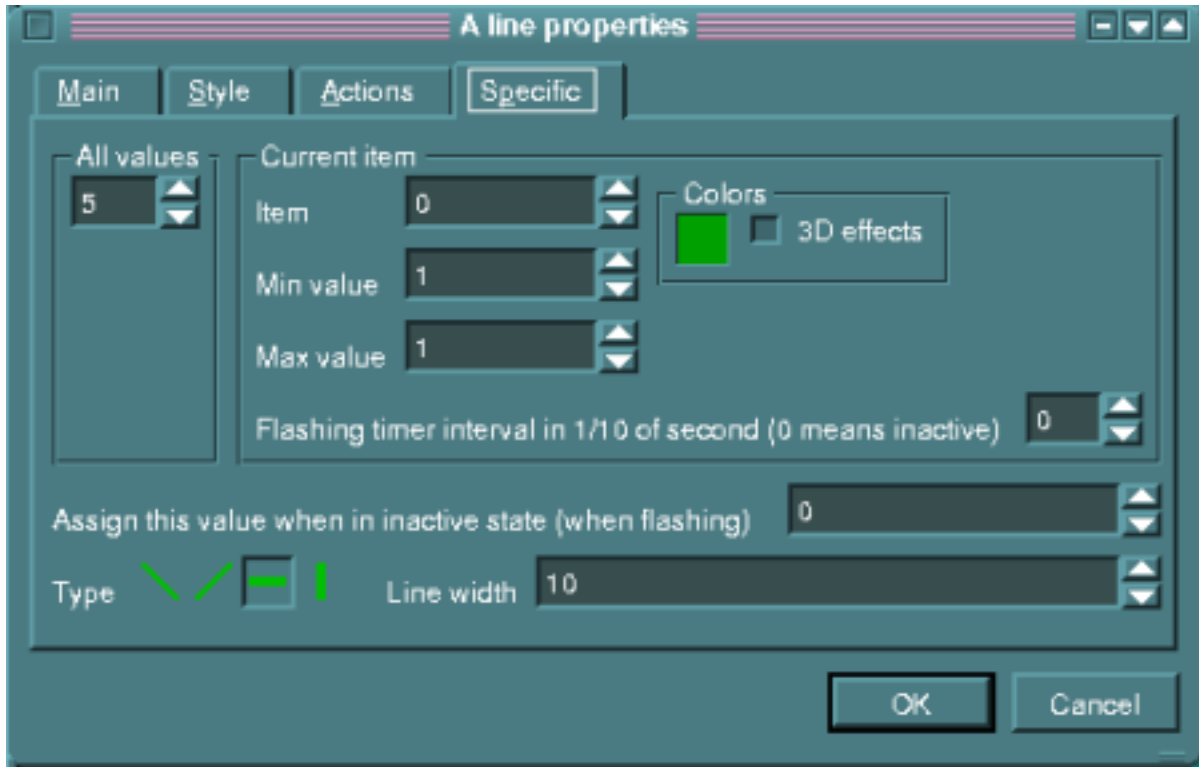 A line properties
Main Style Actions Specific
All values
5
Current item
Item 0
Min value 1
Max value 1
Colors
3D effects
Flashing timer interval in 1/10 of second (0 means inactive) 0
Assign this value when in inactive state (when flashing) 0
Type
Line width 10
OK Cancel